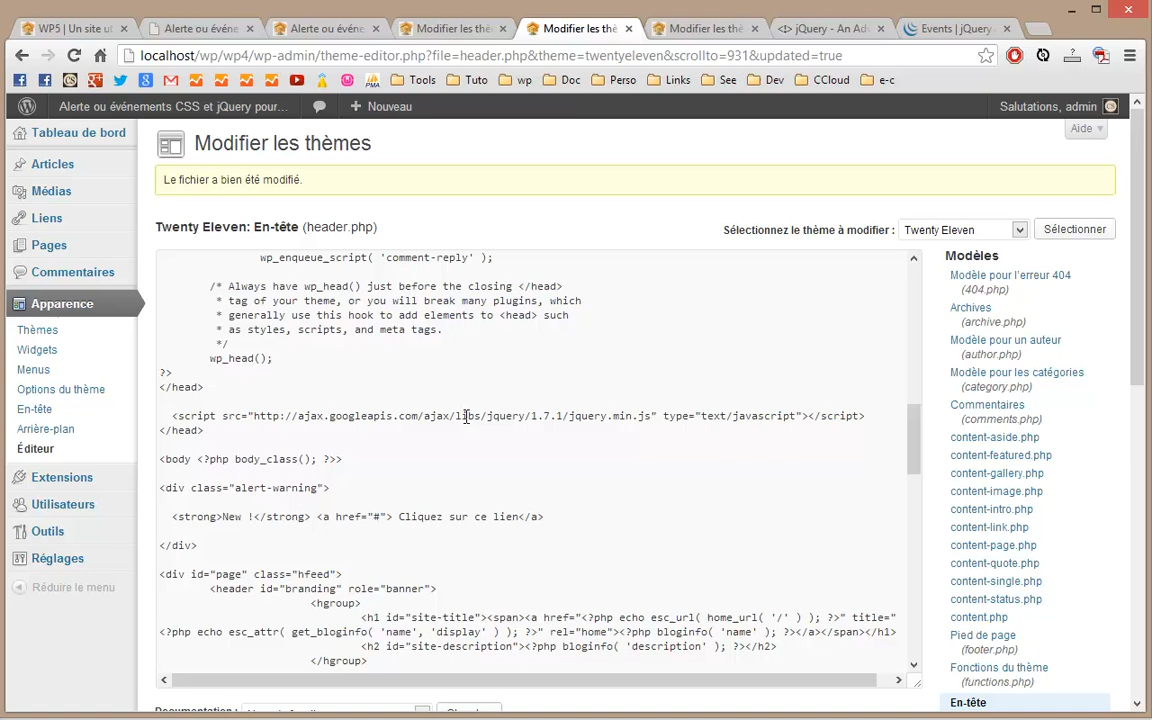 WP5 | Un site ut
Alerte ou événe
Alerte ou événe
Modifier les thè
Modifier les thè
Modifier les thè
<> jQuery - An Ad
Events | jQuery
localhost/wp/wp4/wp-admin/theme-editor.php?file=header.php&theme=twentyeleven&scrollto=931&updated=true
Tools Tuto wp Doc Perso Links See Dev CCloud e-c
Alerte ou événements CSS et jQuery pour... + Nouveau Salutations, admin
Aide
Tableau de bord
Articles
Médias
Liens
Pages
Commentaires
Apparence
Thèmes
Widgets
Menus
Options du thème
En-tête
Arrière-plan
Éditeur
Extensions
Utilisateurs
Outils
Réglages
Réduire le menu
Modifier les thèmes
Le fichier a bien été modifié.
Twenty Eleven: En-tête (header.php)
Sélectionnez le thème à modifier : Twenty Eleven Sélectionner
wp_enqueue_script( 'comment-reply' );
/* Always have wp_head() just before the closing </head>
* tag of your theme, or you will break many plugins, which
* generally use this hook to add elements to <head> such
* as styles, scripts, and meta tags.
*/
wp_head();
?>
</head>
<script src="http://ajax.googleapis.com/ajax/libs/jquery/1.7.1/jquery.min.js" type="text/javascript"></script>
</head>
<body <?php body_class(); ?>>
<div class="alert-warning">
<strong>New !</strong> <a href="#"> Cliquez sur ce lien</a>
</div>
<div id="page" class="hfeed">
<header id="branding" role="banner">
<hgroup>
<h1 id="site-title"><span><a href="<?php echo esc_url( home_url( '/' ) ); ?>" title="
<?php echo esc_attr( get_bloginfo( 'name', 'display' ) ); ?>" rel="home"><?php bloginfo( 'name' ); ?></a></span></h1>
<h2 id="site-description"><?php bloginfo( 'description' ); ?></h2>
</hgroup>
Modèles
Modèle pour l'erreur 404
(404.php)
Archives
(archive.php)
Modèle pour un auteur
(author.php)
Modèle pour les catégories
(category.php)
Commentaires
(comments.php)
content-aside.php
content-featured.php
content-gallery.php
content-image.php
content-intro.php
content-link.php
content-page.php
content-quote.php
content-single.php
content-status.php
content.php
Pied de page
(footer.php)
Fonctions du thème
(functions.php)
En-tête